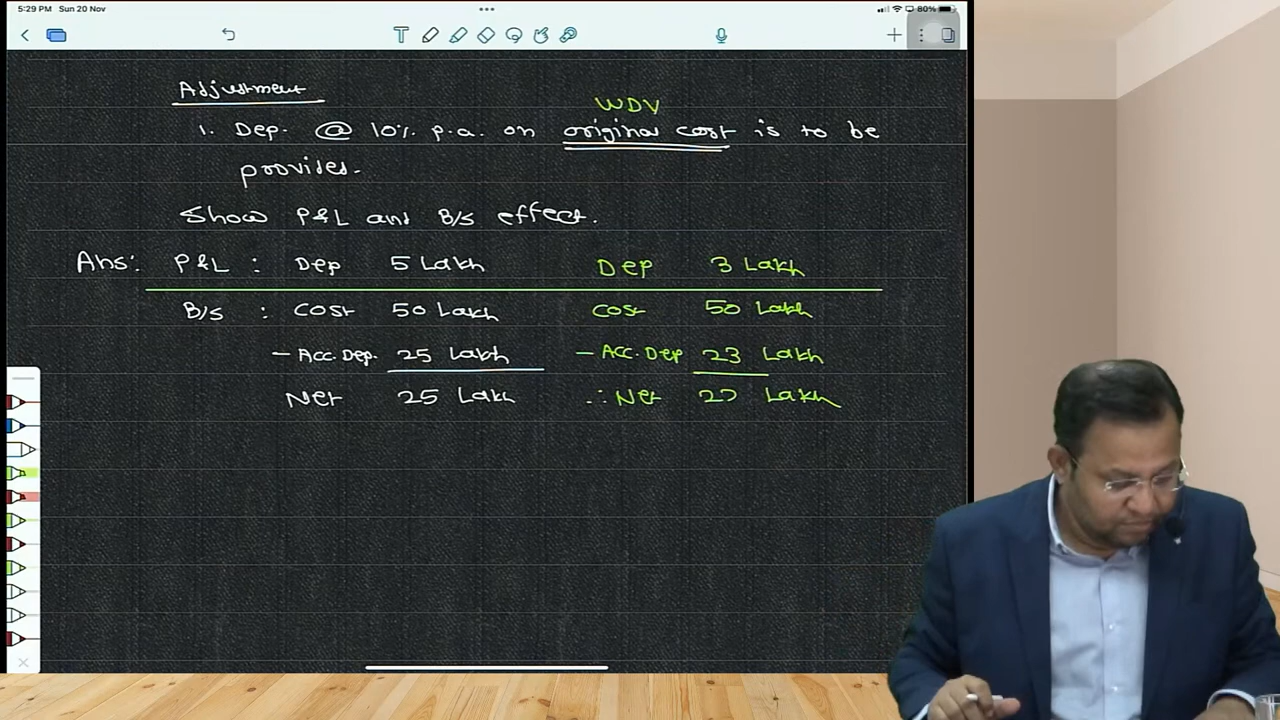 5:29 PM Sun 20 Nov
80%
Adjustment
WDV
1. Dep. @ 10% p.a. on original cost is to be
provided.
Show P&L and B/s effect.
Ans: P&L : Dep 5 Lakh Dep 3 Lakh
B/s : Cost 50 Lakh Cost 50 Lakh
- Acc. Dep. 25 Lakh - Acc. Dep 23 Lakh
Net 25 Lakh ∴ Net 27 Lakh